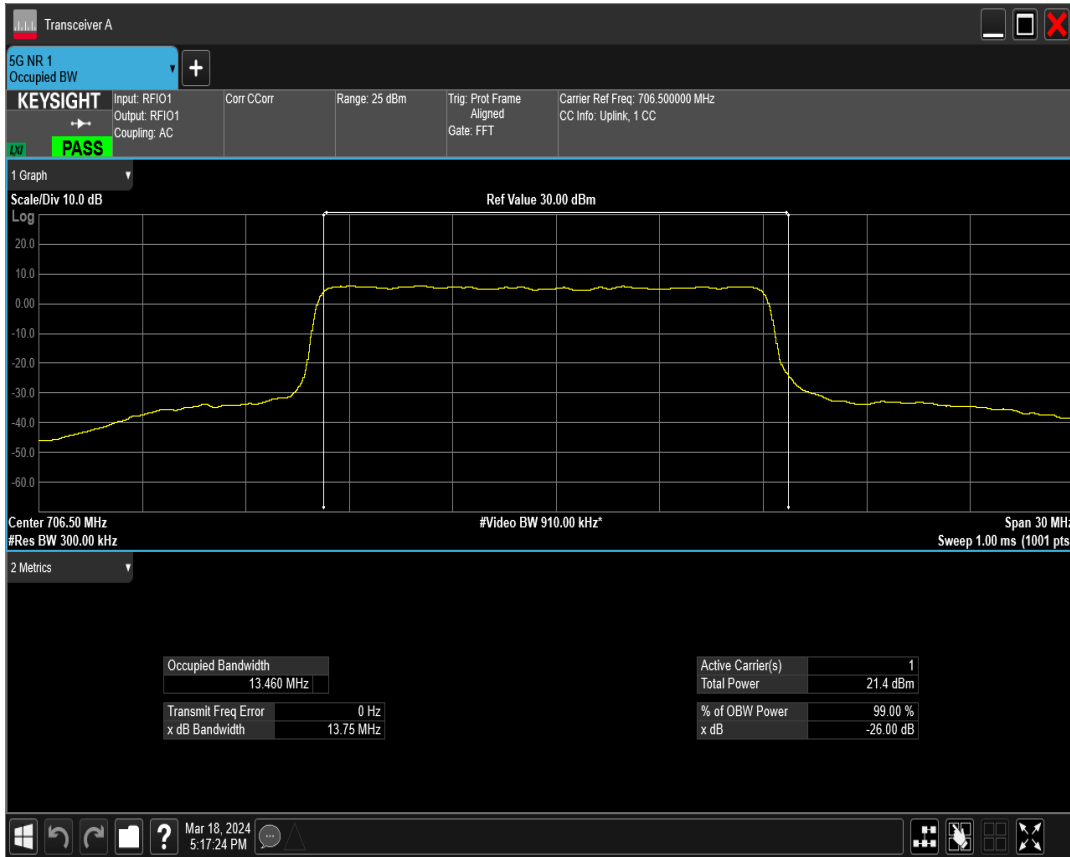 Transceiver A
5G NR 1
Occupied BW
KEYSIGHT
LXI
PASS
Input: RFIO1
Output: RFIO1
Coupling: AC
Corr CCorr
Range: 25 dBm
Trig: Prot Frame
Aligned
Gate: FFT
Carrier Ref Freq: 706.500000 MHz
CC Info: Uplink, 1 CC
1 Graph
Scale/Div 10.0 dB
Ref Value 30.00 dBm
Log
20.0
10.0
0.00
-10.0
-20.0
-30.0
-40.0
-50.0
-60.0
Center 706.50 MHz
#Video BW 910.00 kHz*
Span 30 MHz
#Res BW 300.00 kHz
Sweep 1.00 ms (1001 pts
2 Metrics
Occupied Bandwidth
13.460 MHz
Transmit Freq Error 0 Hz
x dB Bandwidth 13.75 MHz
Active Carrier(s) 1
Total Power 21.4 dBm
% of OBW Power 99.00 %
x dB -26.00 dB
?
Mar 18, 2024
5:17:24 PM